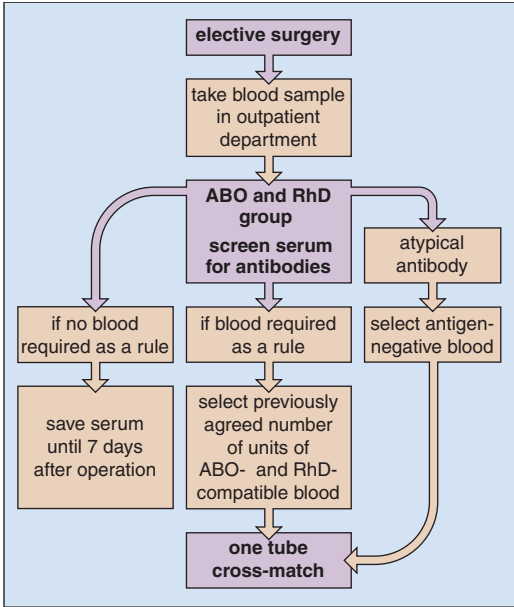 elective surgery
take blood sample
in outpatient
department
ABO and RhD
group
screen serum
for antibodies
atypical
antibody
if no blood
required as a rule
if blood required
as a rule
select antigen-
negative blood
save serum
until 7 days
after operation
select previously
agreed number
of units of
ABO- and RhD-
compatible blood
one tube
cross-match